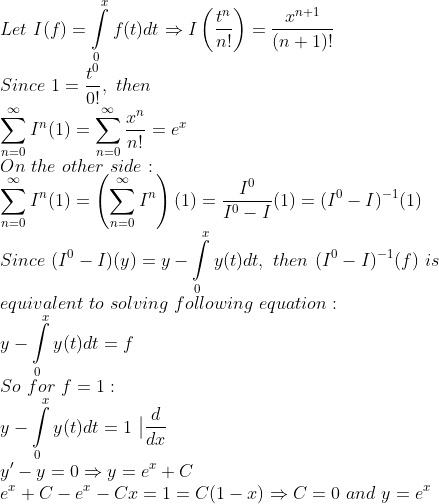 Let I(f) = ∫₀ˣ f(t)dt ⇒ I(tⁿ/n!) = xⁿ⁺¹/(n + 1)!
Since 1 = t⁰/0!, then
∑ₙ₌₀^∞ Iⁿ(1) = ∑ₙ₌₀^∞ xⁿ/n! = eˣ
On the other side :
∑ₙ₌₀^∞ Iⁿ(1) = (∑ₙ₌₀^∞ Iⁿ)(1) = I⁰/(I⁰ − I)(1) = (I⁰ − I)⁻¹(1)
Since (I⁰ − I)(y) = y − ∫₀ˣ y(t)dt, then (I⁰ − I)⁻¹(f) is
equivalent to solving following equation :
y − ∫₀ˣ y(t)dt = f
So for f = 1 :
y − ∫₀ˣ y(t)dt = 1 | d/dx
y′ − y = 0 ⇒ y = eˣ + C
eˣ + C − eˣ − Cx = 1 = C(1 − x) ⇒ C = 0 and y = eˣ